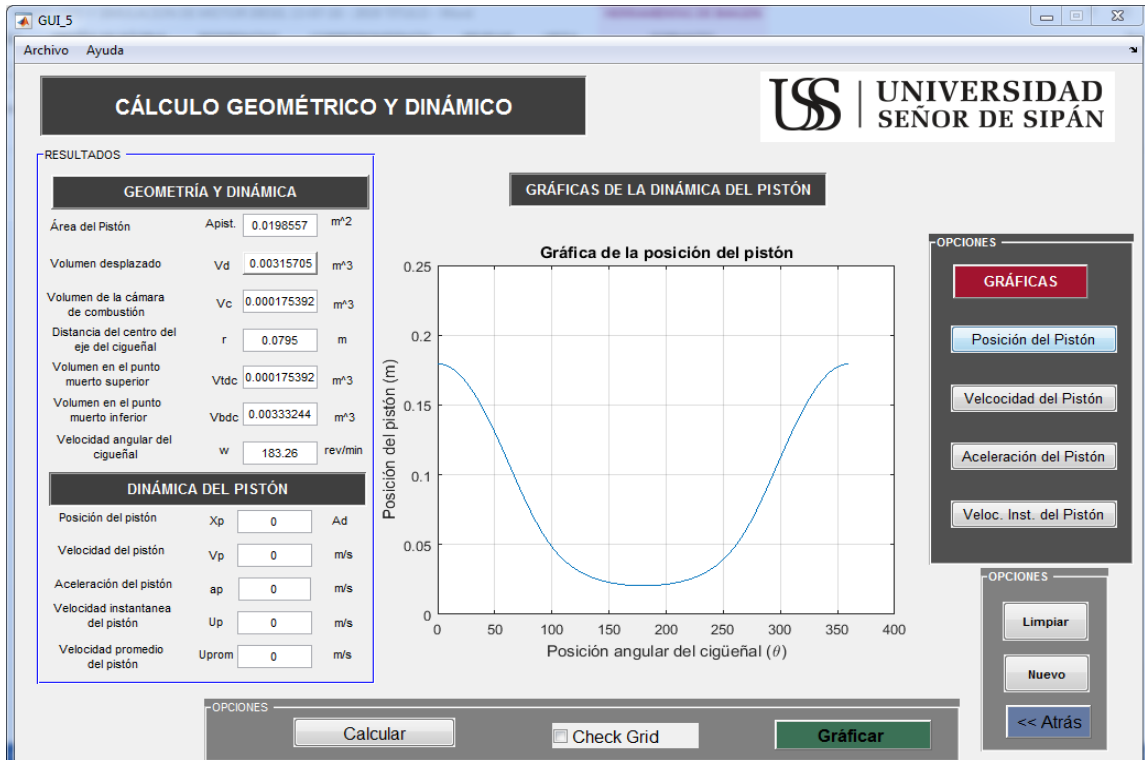 GUI_5
Archivo Ayuda
CÁLCULO GEOMÉTRICO Y DINÁMICO
USS UNIVERSIDAD
SEÑOR DE SIPÁN
RESULTADOS
GEOMETRÍA Y DINÁMICA
Área del Pistón Apist. 0.0198557 m^2
Volumen desplazado Vd 0.00315705 m^3
Volumen de la cámara
de combustión Vc 0.000175392 m^3
Distancia del centro del
eje del cigueñal r 0.0795 m
Volumen en el punto
muerto superior Vtdc 0.000175392 m^3
Volumen en el punto
muerto inferior Vbdc 0.00333244 m^3
Velocidad angular del
cigueñal w 183.26 rev/min
DINÁMICA DEL PISTÓN
Posición del pistón Xp 0 Ad
Velocidad del pistón Vp 0 m/s
Aceleración del pistón ap 0 m/s
Velocidad instantanea
del pistón Up 0 m/s
Velocidad promedio
del pistón Uprom 0 m/s
GRÁFICAS DE LA DINÁMICA DEL PISTÓN
Gráfica de la posición del pistón
Posición del pistón (m)
0.25
0.2
0.15
0.1
0.05
0
0 50 100 150 200 250 300 350 400
Posición angular del cigüeñal (θ)
OPCIONES
GRÁFICAS
Posición del Pistón
Velcocidad del Pistón
Aceleración del Pistón
Veloc. Inst. del Pistón
OPCIONES
Limpiar
Nuevo
<< Atrás
OPCIONES
Calcular
Check Grid
Gráficar